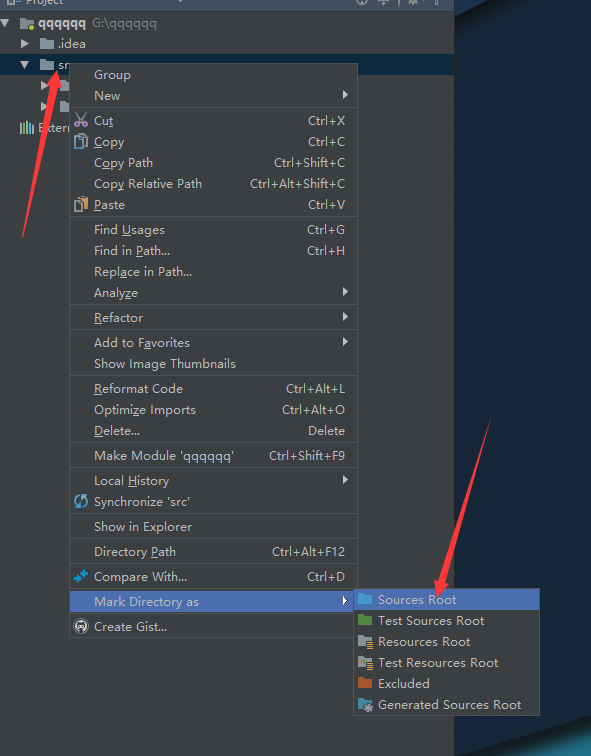 Project
qqqqqq G:\qqqqqq
.idea
Group
New
Cut Ctrl+X
Copy Ctrl+C
Copy Path Ctrl+Shift+C
Copy Relative Path Ctrl+Alt+Shift+C
Paste Ctrl+V
Find Usages Ctrl+G
Find in Path... Ctrl+H
Replace in Path...
Analyze
Refactor
Add to Favorites
Show Image Thumbnails
Reformat Code Ctrl+Alt+L
Optimize Imports Ctrl+Alt+O
Delete... Delete
Make Module 'qqqqqq' Ctrl+Shift+F9
Local History
Synchronize 'src'
Show in Explorer
Directory Path Ctrl+Alt+F12
Compare With... Ctrl+D
Mark Directory as
Create Gist...
Sources Root
Test Sources Root
Resources Root
Test Resources Root
Excluded
Generated Sources Root